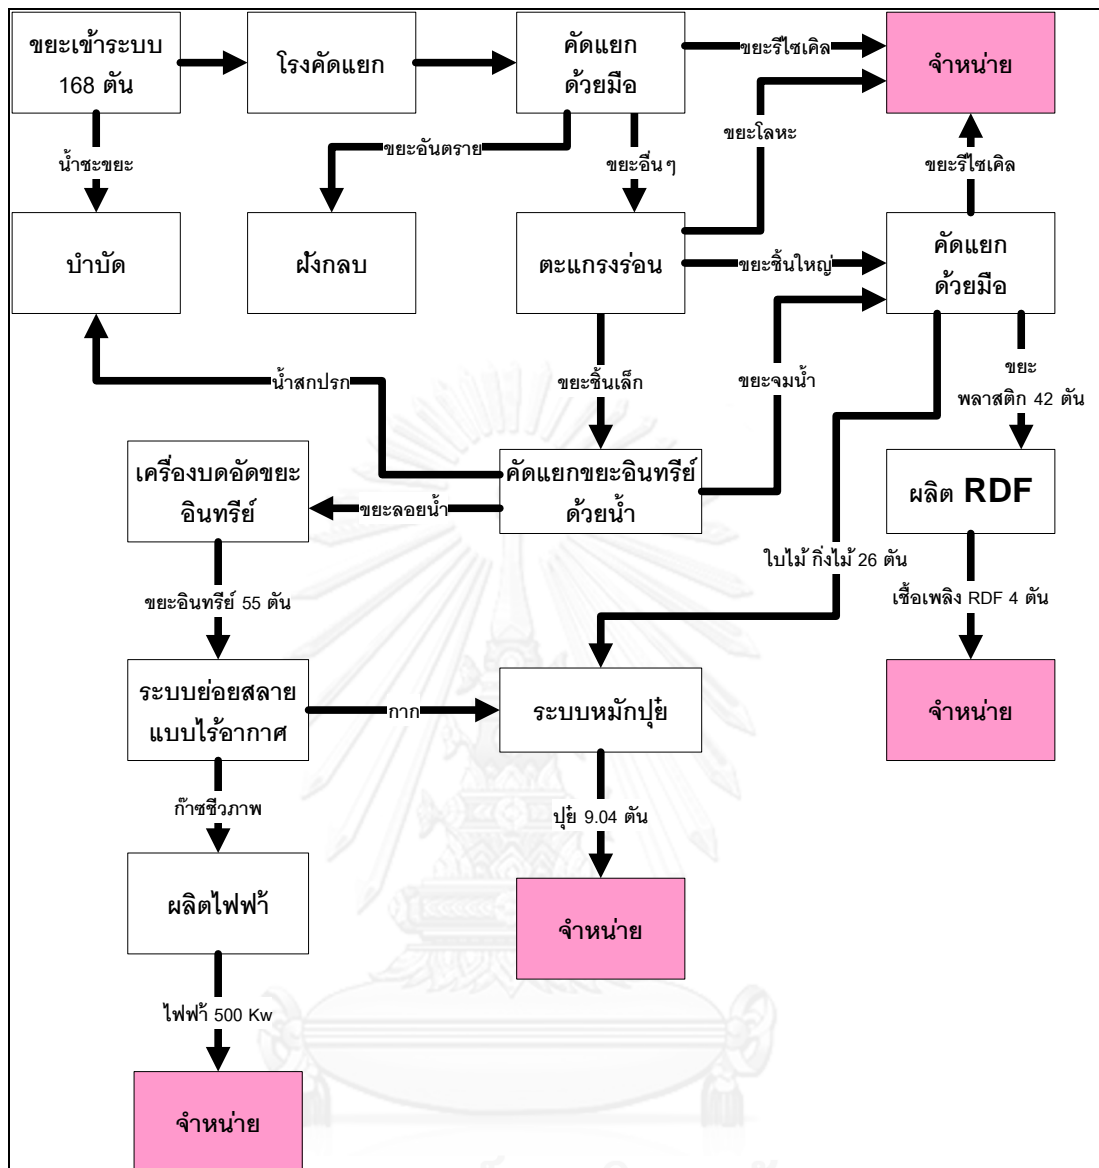 ขยะเข้าระบบ
168 ตัน
โรงคัดแยก
คัดแยก
ด้วยมือ
ขยะรีไซเคิล
จำหน่าย
น้ำชะขยะ
ขยะอันตราย
ขยะอื่นๆ
ขยะโลหะ
ขยะรีไซเคิล
บำบัด
ฝังกลบ
ตะแกรงร่อน
ขยะชิ้นใหญ่
คัดแยก
ด้วยมือ
น้ำสกปรก
ขยะชิ้นเล็ก
ขยะจมน้ำ
ขยะ
พลาสติก 42 ตัน
เครื่องบดอัดขยะ
อินทรีย์
ขยะลอยน้ำ
คัดแยกขยะอินทรีย์
ด้วยน้ำ
ผลิต RDF
ใบไม้ กิ่งไม้ 26 ตัน
ขยะอินทรีย์ 55 ตัน
เชื้อเพลิง RDF 4 ตัน
ระบบย่อยสลาย
แบบไร้อากาศ
กาก
ระบบหมักปุ๋ย
จำหน่าย
ก๊าซชีวภาพ
ปุ๋ย 9.04 ตัน
ผลิตไฟฟ้า
จำหน่าย
ไฟฟ้า 500 Kw
จำหน่าย